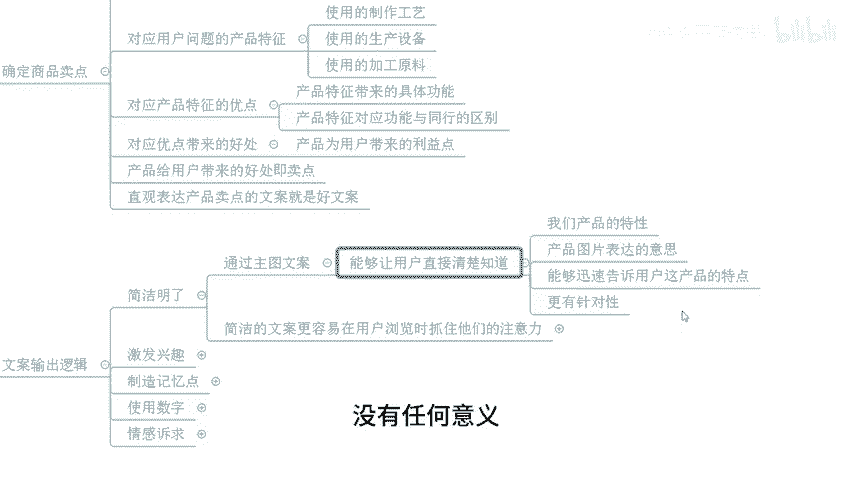 使用的制作工艺
对应用户问题的产品特征
使用的生产设备
使用的加工原料
确定商品卖点
产品特征带来的具体功能
对应产品特征的优点
产品特征对应功能与同行的区别
对应优点带来的好处
产品为用户带来的利益点
产品给用户带来的好处即卖点
直观表达产品卖点的文案就是好文案
我们产品的特性
产品图片表达的意思
通过主图文案
能够让用户直接清楚知道
能够迅速告诉用户这产品的特点
更有针对性
简洁明了
简洁的文案更容易在用户浏览时抓住他们的注意力
文案输出逻辑
激发兴趣
制造记忆点
使用数字
情感诉求
没有任何意义
bilibili